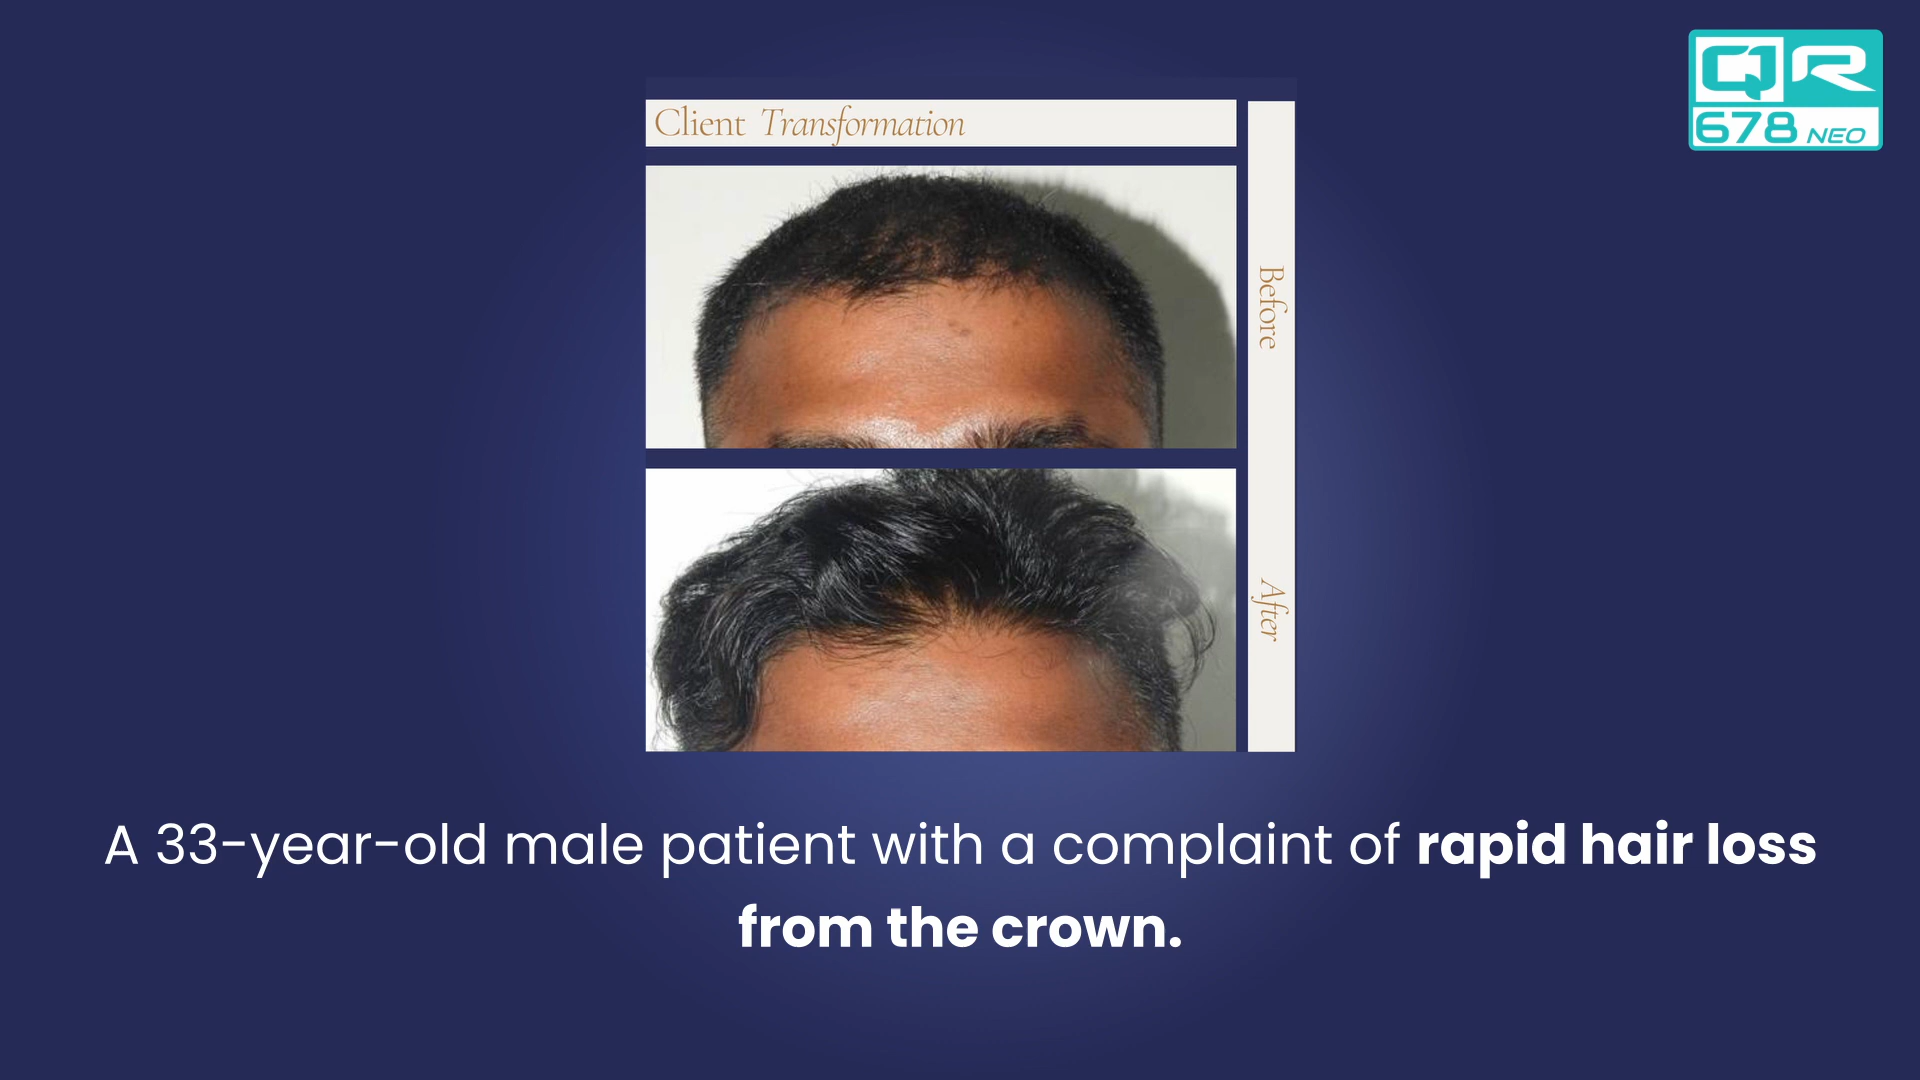 QR
678 NEO
Client Transformation
Before
After
A 33-year-old male patient with a complaint of rapid hair loss
from the crown.